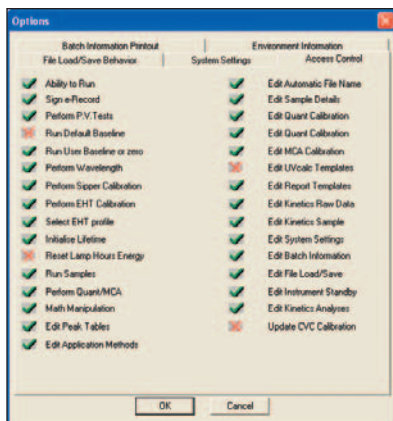 Options
Batch Information Printout
Environment Information
File Load/Save Behavior
System Settings
Access Control
Ability to Run
Sign e-Record
Perform P.V.Tests
Run Default Baseline
Run User Baseline or zero
Perform Wavelength
Perform Sipper Calibration
Perform EHT Calibration
Select EHT profile
Initialise Lifetime
Reset Lamp Hours Energy
Run Samples
Perform Quant/MCA
Math Manipulation
Edit Peak Tables
Edit Application Methods
Edit Automatic File Name
Edit Sample Details
Edit Quant Calibration
Edit Quant Calibration
Edit MCA Calibration
Edit UVcalc Templates
Edit Report Templates
Edit Kinetics Raw Data
Edit Kinetics Sample
Edit System Settings
Edit Batch Information
Edit File Load/Save
Edit Instrument Standby
Edit Kinetics Analyses
Update CVC Calibration
OK
Cancel